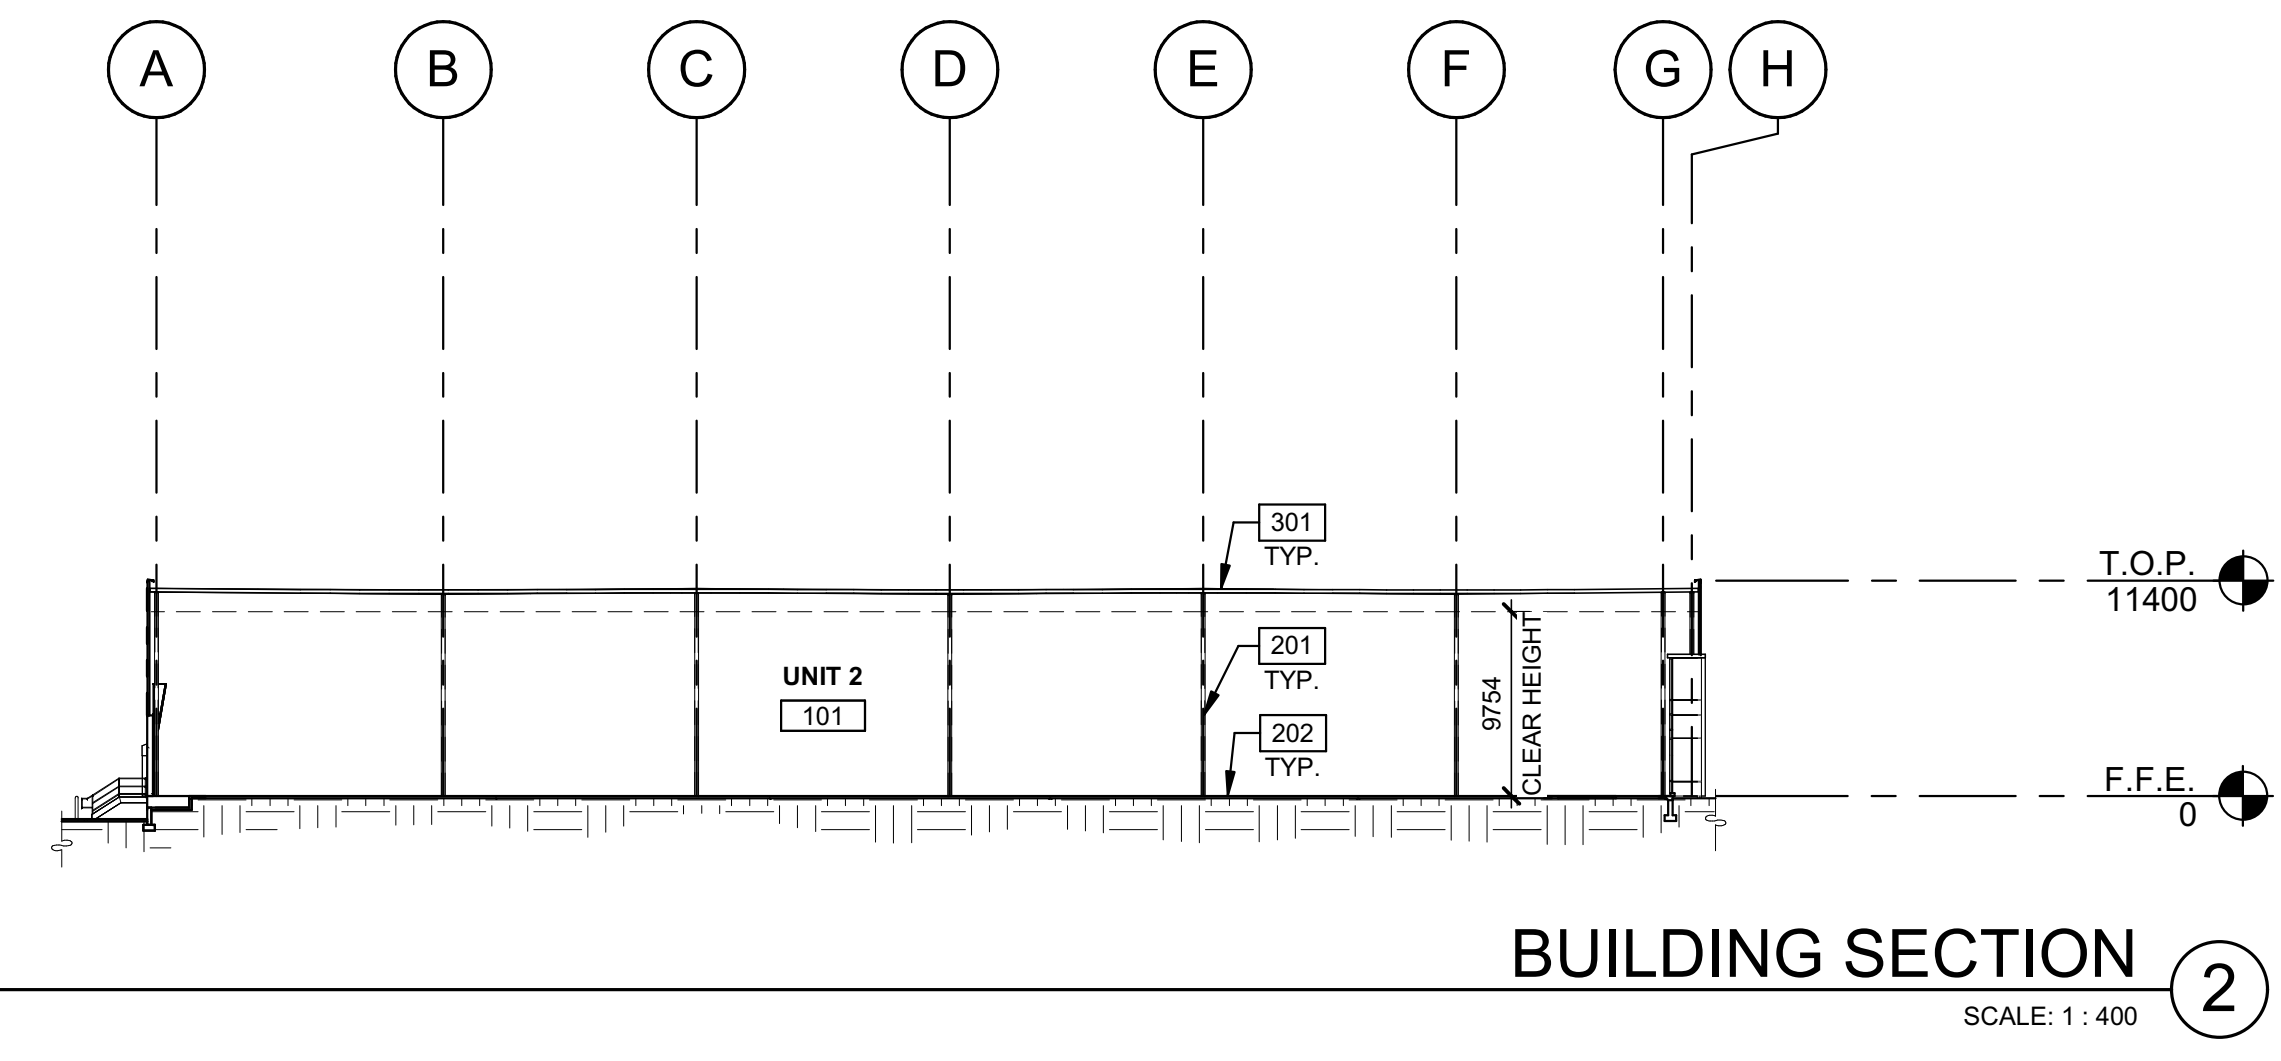 A
B
C
D
E
F
G
H
301
TYP.
T.O.P.
11400
201
TYP.
UNIT 2
101
9754
CLEAR HEIGHT
202
TYP.
F.F.E.
0
BUILDING SECTION
2
SCALE: 1 : 400